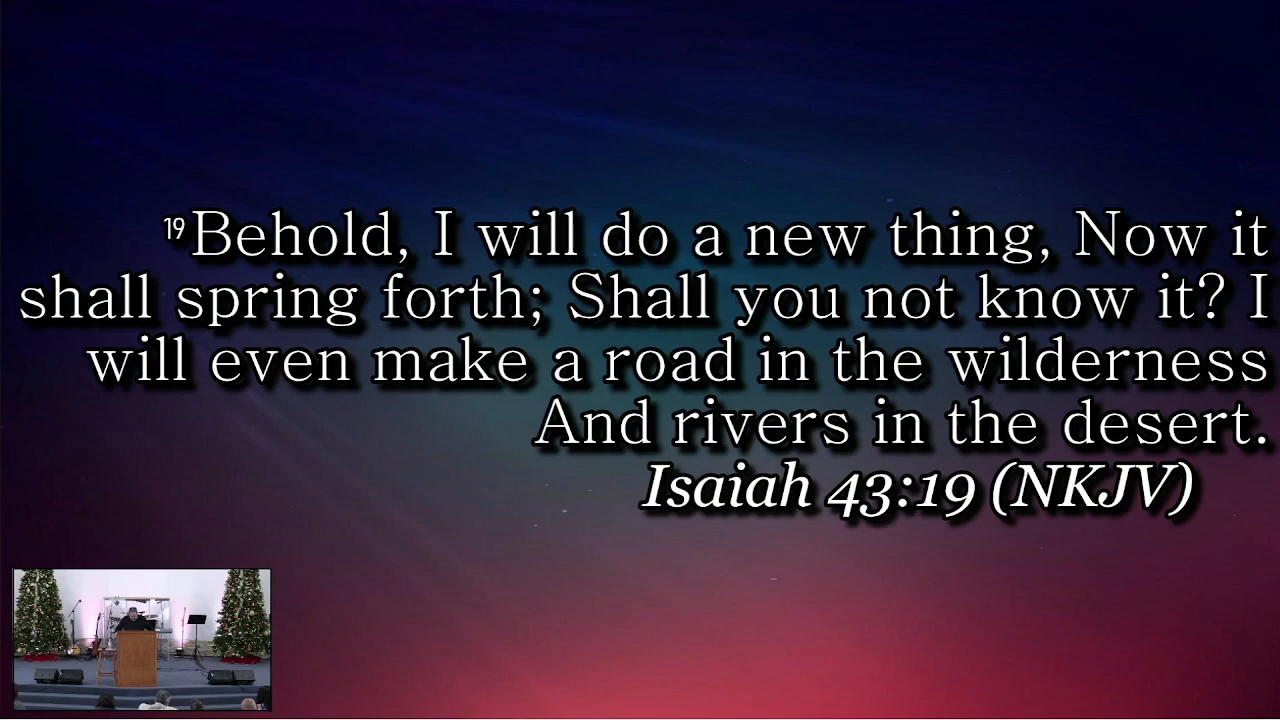 19Behold, I will do a new thing, Now it
shall spring forth; Shall you not know it? I
will even make a road in the wilderness
And rivers in the desert.
Isaiah 43:19 (NKJV)